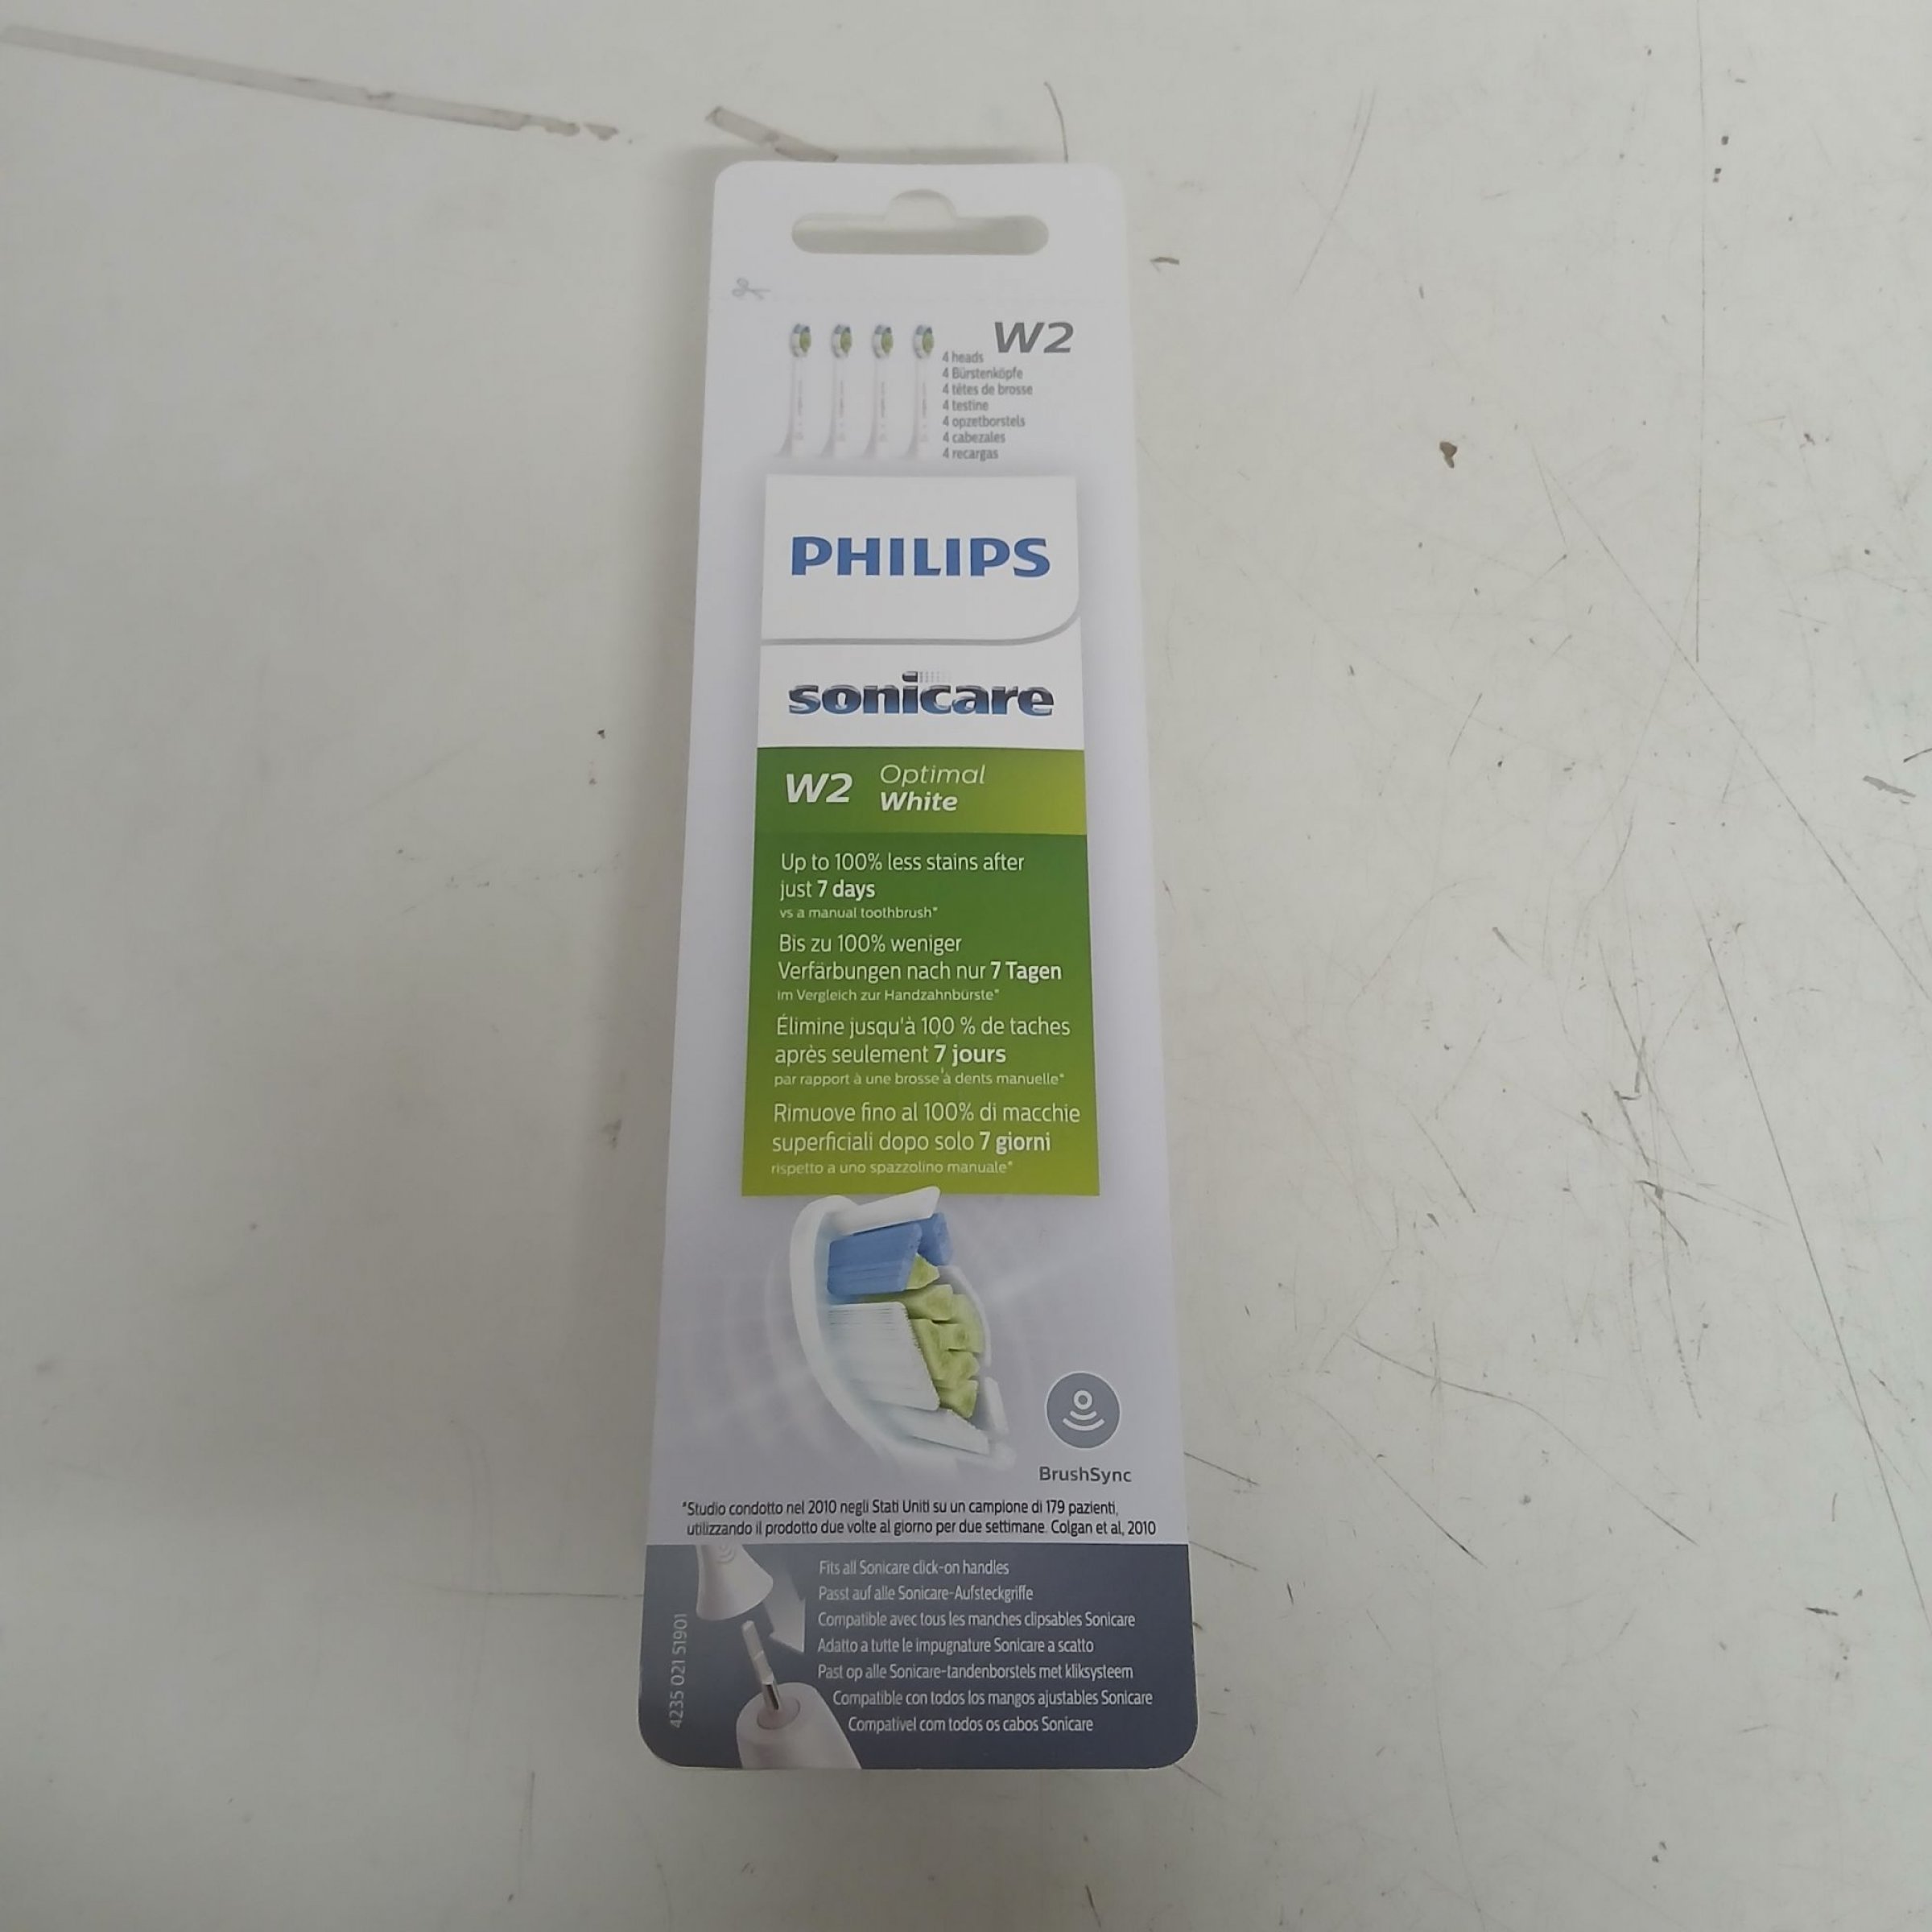 W2
4 heads
4 Bürstenköpfe
4 têtes de brosse
4 testine
4 opzetborstels
4 cabezales
4 recargas
PHILIPS
sonicare
W2 Optimal
White
Up to 100% less stains after
just 7 days
vs a manual toothbrush*
Bis zu 100% weniger
Verfärbungen nach nur 7 Tagen
im Vergleich zur Handzahnbürste*
Élimine jusqu'à 100 % de taches
après seulement 7 jours
par rapport à une brosse à dents manuelle*
Rimuove fino al 100% di macchie
superficiali dopo solo 7 giorni
rispetto a uno spazzolino manuale*
BrushSync
*Studio condotto nel 2010 negli Stati Uniti su un campione di 179 pazienti,
utilizzando il prodotto due volte al giorno per due settimane. Colgan et al, 2010
Fits all Sonicare click-on handles
Passt auf alle Sonicare-Aufsteckgriffe
Compatible avec tous les manches clipsables Sonicare
Adatto a tutte le impugnature Sonicare a scatto
Past op alle Sonicare-tandenborstels met kliksysteem
Compatible con todos los mangos ajustables Sonicare
Compatível com todos os cabos Sonicare
4235 021 51901